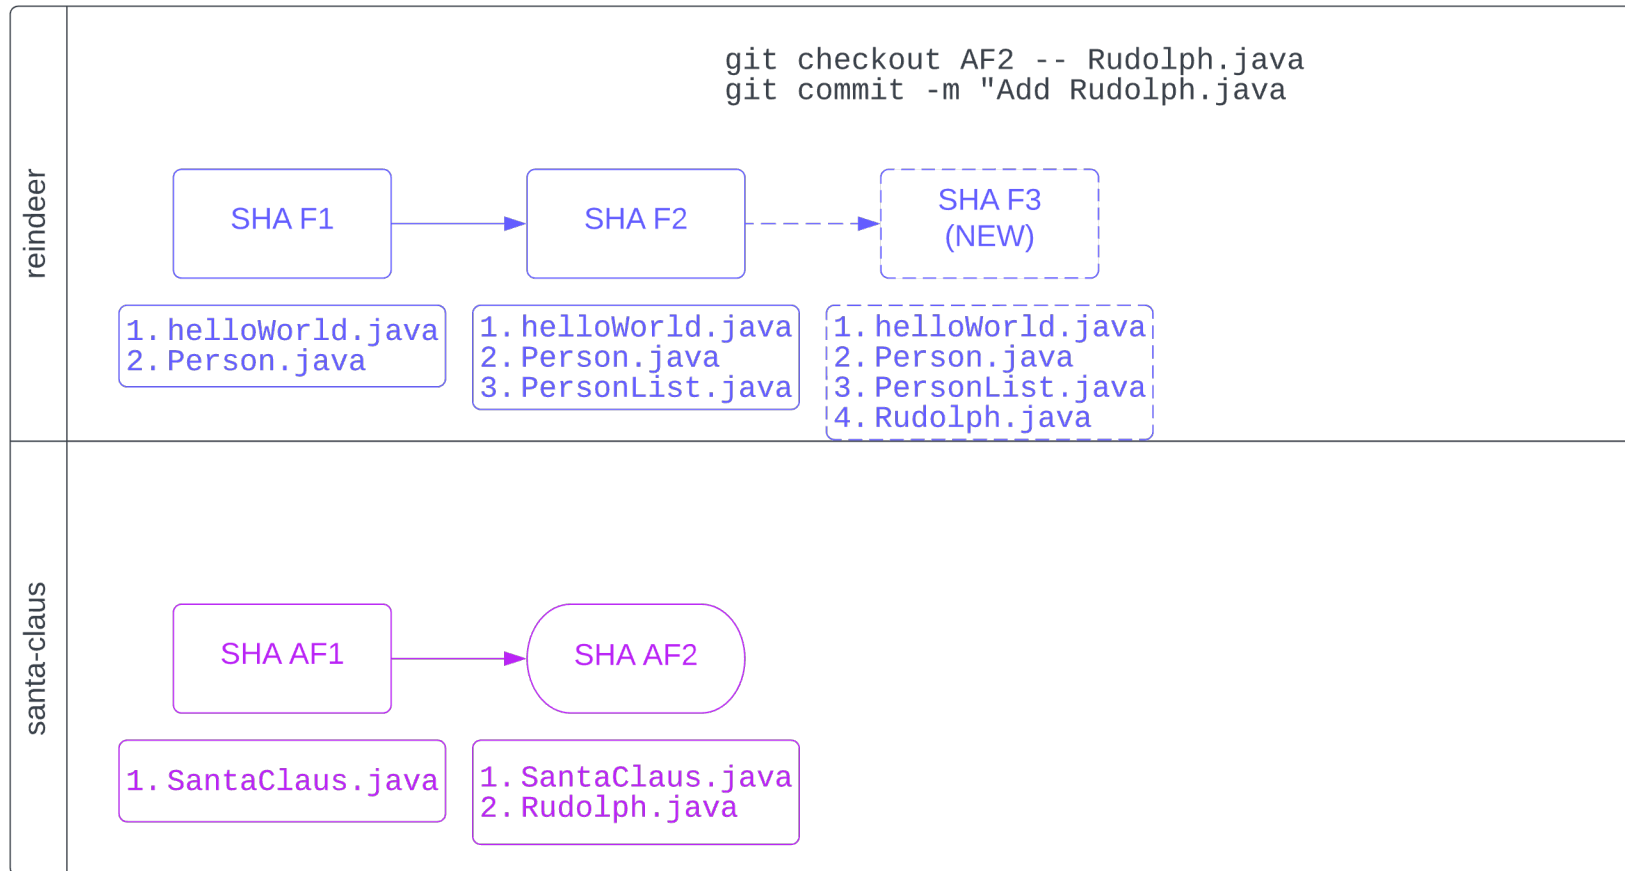 reindeer
git checkout AF2 -- Rudolph.java
git commit -m "Add Rudolph.java
SHA F1
SHA F2
SHA F3
(NEW)
1. helloWorld.java
2. Person.java
1. helloWorld.java
2. Person.java
3. PersonList.java
1. helloWorld.java
2. Person.java
3. PersonList.java
4. Rudolph.java
santa-claus
SHA AF1
SHA AF2
1. SantaClaus.java
1. SantaClaus.java
2. Rudolph.java